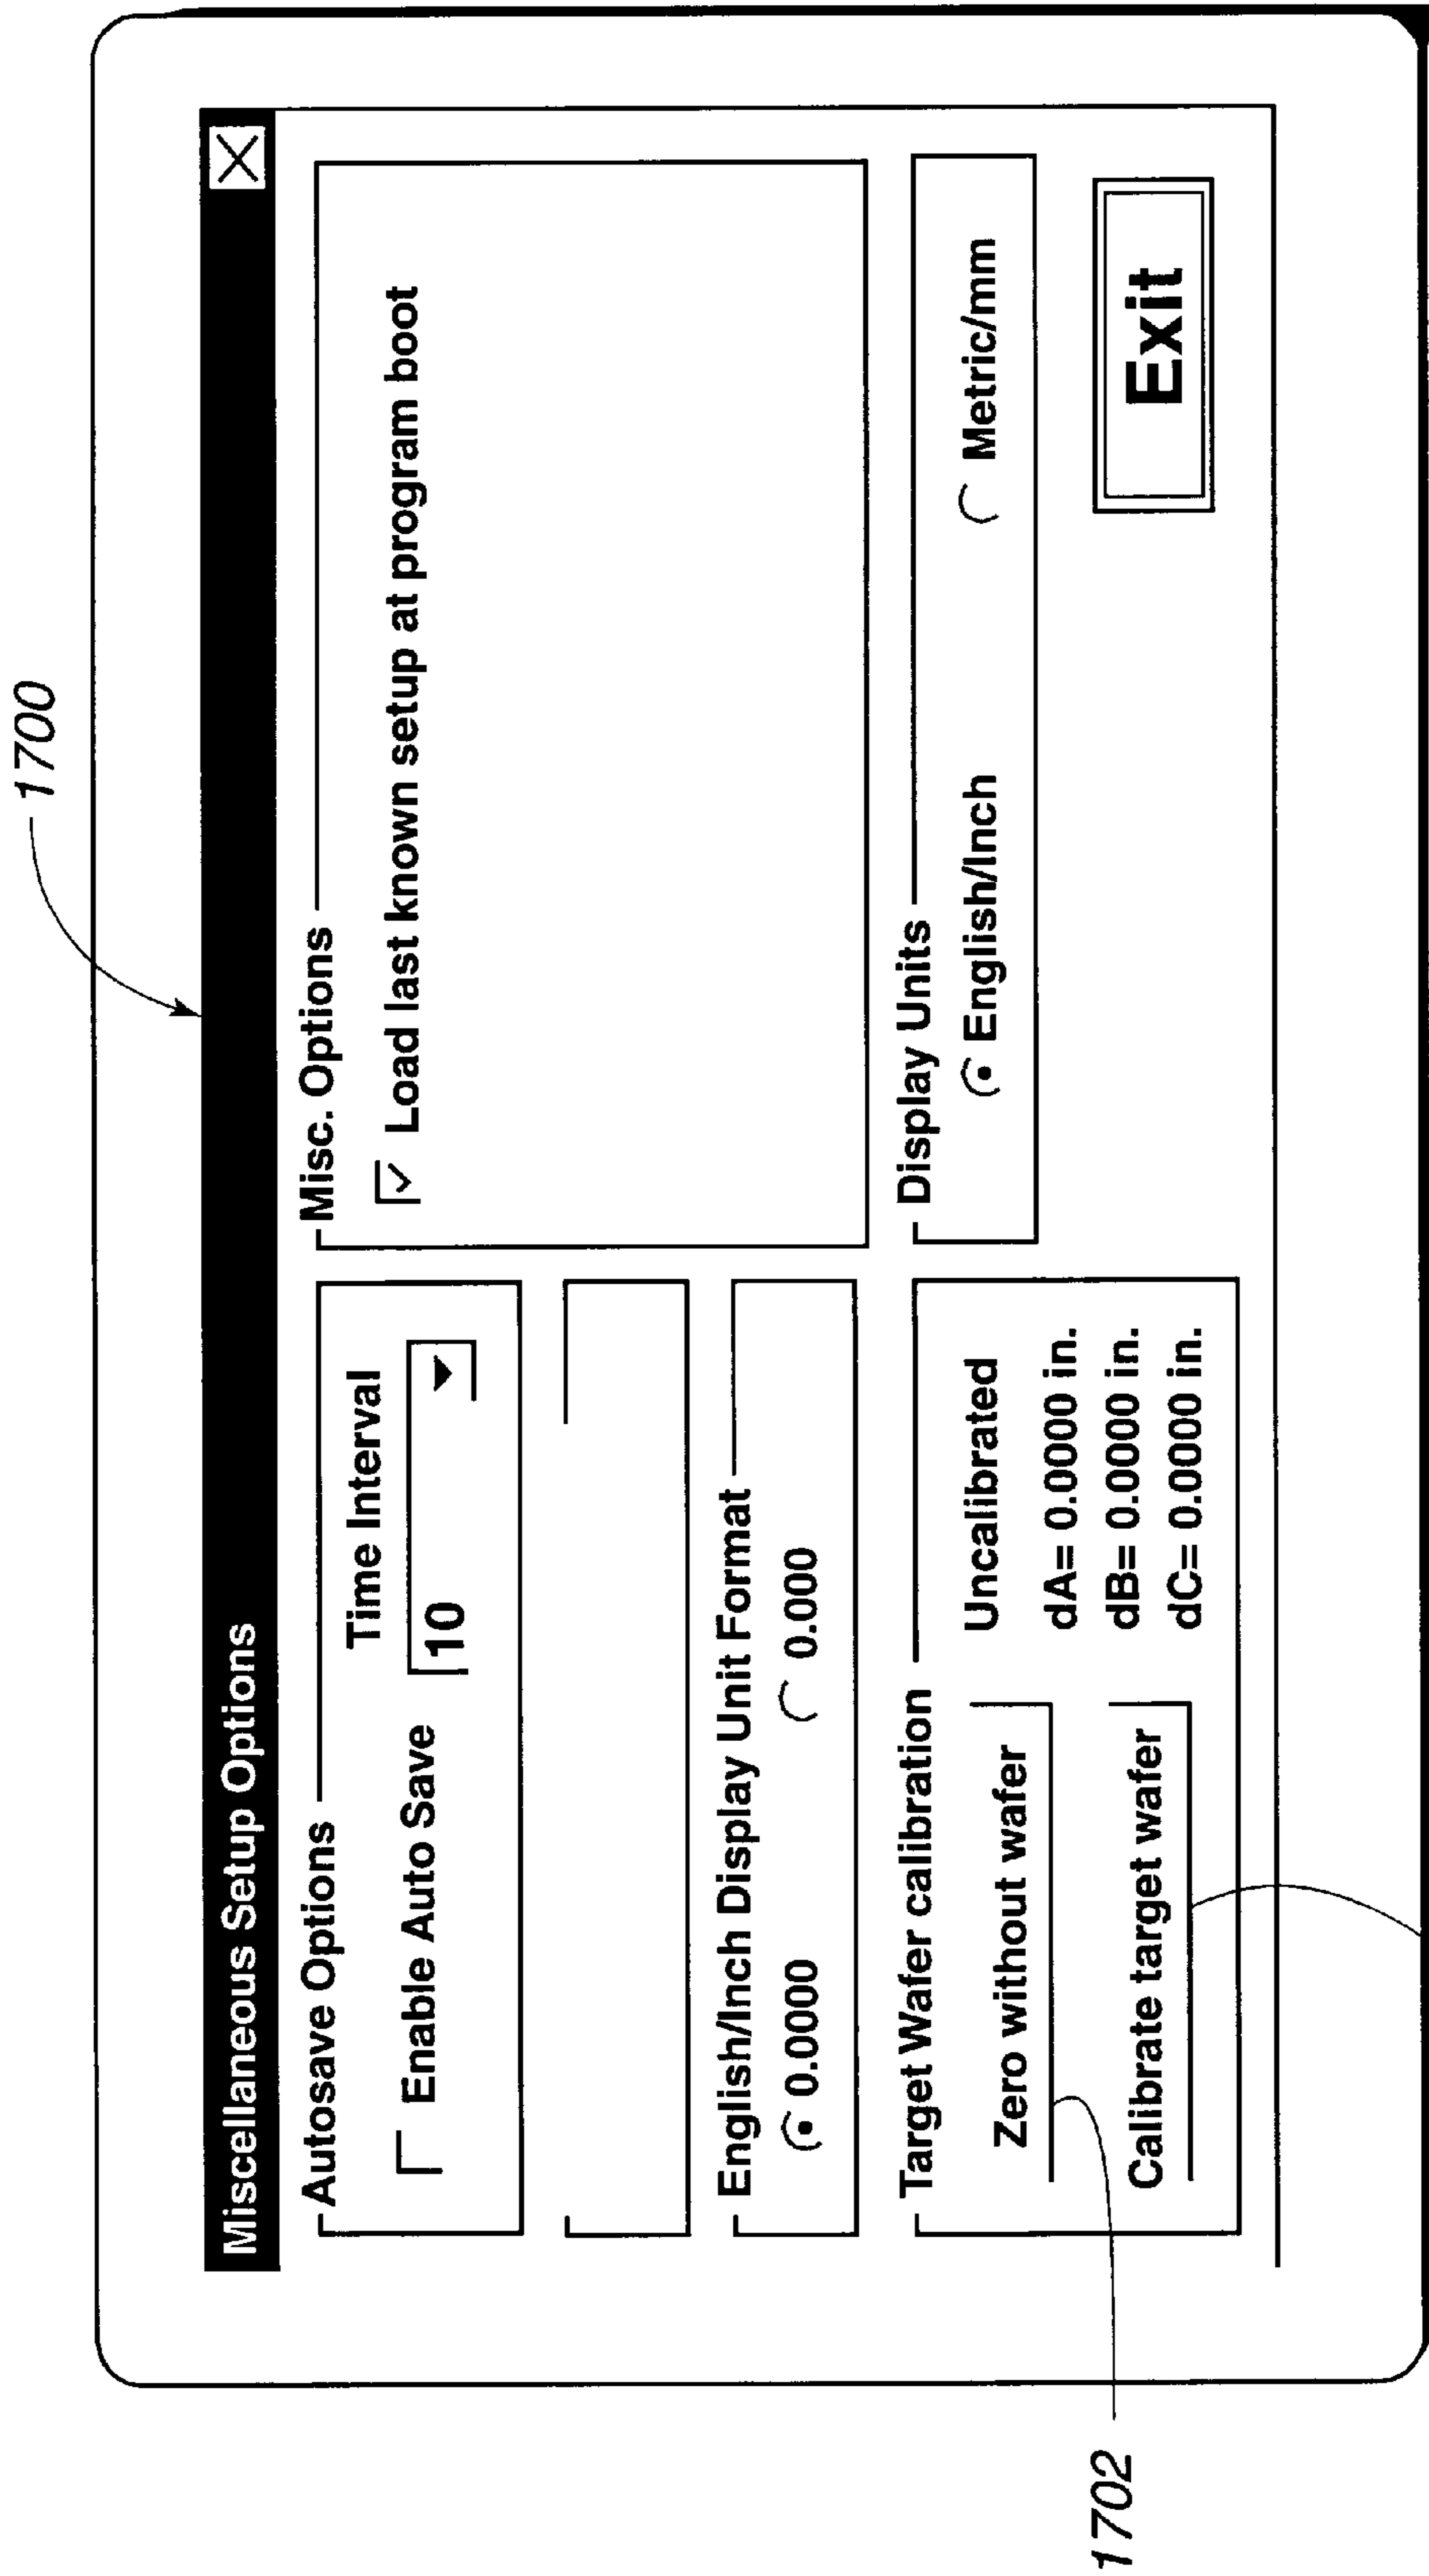 1700
Miscellaneous Setup Options
Autosave Options
Time Interval
Enable Auto Save
10
English/Inch Display Unit Format
0.0000
0.000
Target Wafer calibration
Zero without wafer
Calibrate target wafer
Uncalibrated
dA= 0.0000 in.
dB= 0.0000 in.
dC= 0.0000 in.
Misc. Options
Load last known setup at program boot
Display Units
English/Inch
Metric/mm
Exit
1702